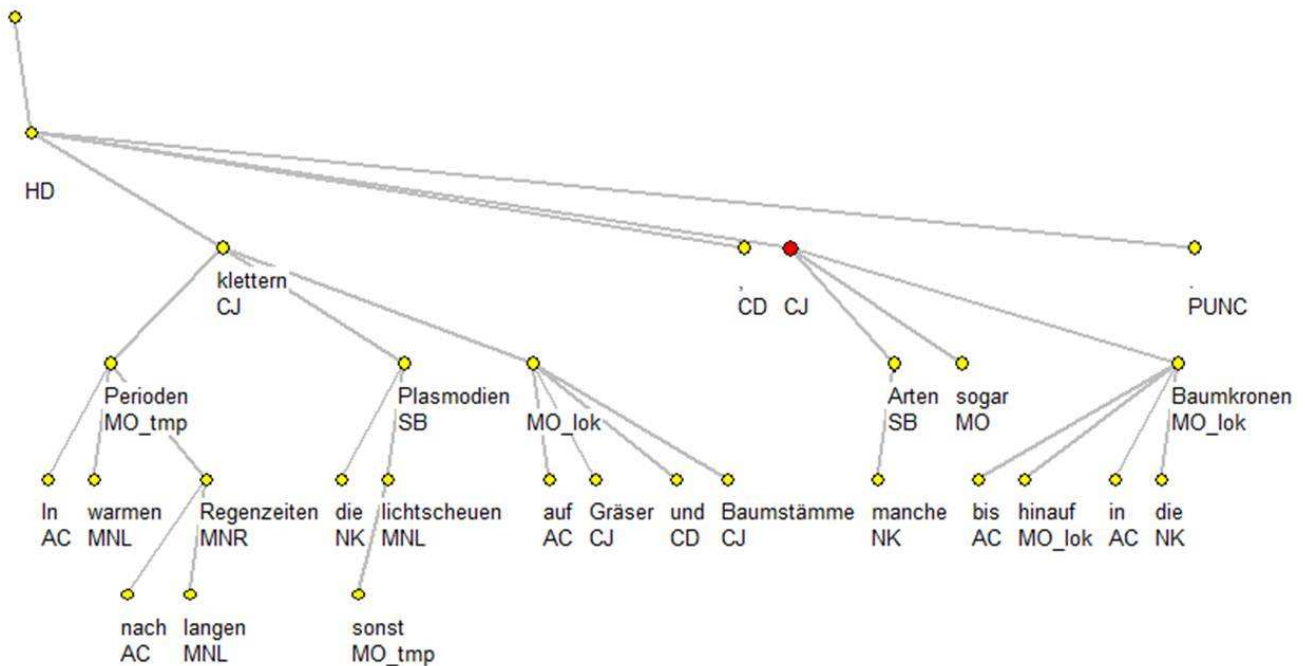 HD
klettern
CJ
,
CD
CJ
.
PUNC
Perioden
MO_tmp
Plasmodien
SB
MO_lok
Arten
SB
sogar
MO
Baumkronen
MO_lok
In
AC
warmen
MNL
Regenzeiten
MNR
die
NK
lichtscheuen
MNL
auf
AC
Gräser
CJ
und
CD
Baumstämme
CJ
manche
NK
bis
AC
hinauf
MO_lok
in
AC
die
NK
nach
AC
langen
MNL
sonst
MO_tmp